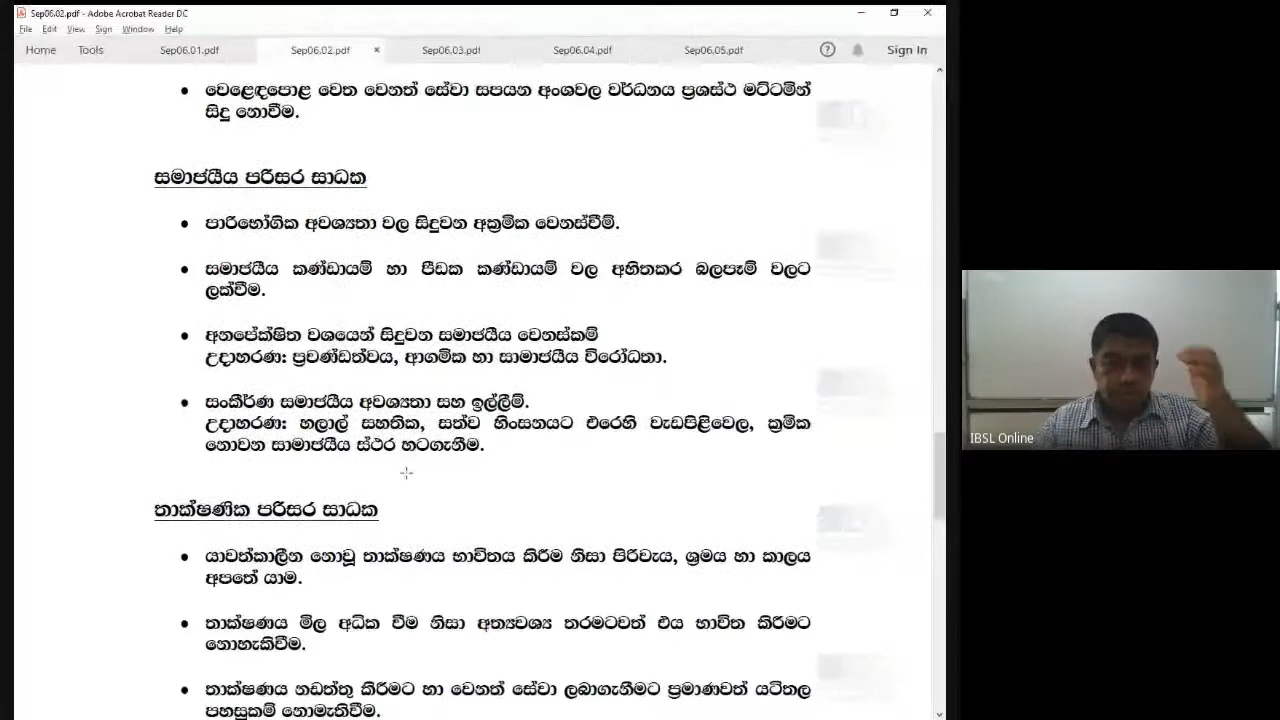 Sep06.02.pdf - Adobe Acrobat Reader DC
File Edit View Sign Window Help
Home Tools Sep06.01.pdf Sep06.02.pdf × Sep06.03.pdf Sep06.04.pdf Sep06.05.pdf Sign In
• වෙළෙඳපොළ වෙත වෙනත් සේවා සපයන අංශවල වර්ධනය ප්‍රශස්ථ මට්ටමින්
සිදු නොවීම.
සමාජයීය පරිසර සාධක
• පාරිභෝගික අවශ්‍යතා වල සිදුවන අක්‍රමික වෙනස්වීම්.
• සමාජයීය කණ්ඩායම් හා පීඩක කණ්ඩායම් වල අහිතකර බලපෑම් වලට
ලක්වීම.
• අනපේක්ෂිත වශයෙන් සිදුවන සමාජයීය වෙනස්කම්
උදාහරණ: ප්‍රචණ්ඩත්වය, ආගමික හා සාමාජයීය විරෝධතා.
• සංකීර්ණ සමාජයීය අවශ්‍යතා සහ ඉල්ලීම්.
උදාහරණ: හලාල් සහතික, සත්ව හිංසනයට එරෙහි වැඩපිළිවෙල, ක්‍රමික
නොවන සාමාජයීය ස්ථර හටගැනීම.
තාක්ෂණික පරිසර සාධක
• යාවත්කාලීන නොවූ තාක්ෂණය භාවිතය කිරීම නිසා පිරිවැය, ශ්‍රමය හා කාලය
අපතේ යාම.
• තාක්ෂණය මිල අධික වීම නිසා අත්‍යවශ්‍ය තරමටවත් එය භාවිත කිරීමට
නොහැකිවීම.
• තාක්ෂණය නඩත්තු කිරීමට හා වෙනත් සේවා ලබාගැනීමට ප්‍රමාණවත් යටිතල
පහසුකම් නොමැතිවීම.
IBSL Online